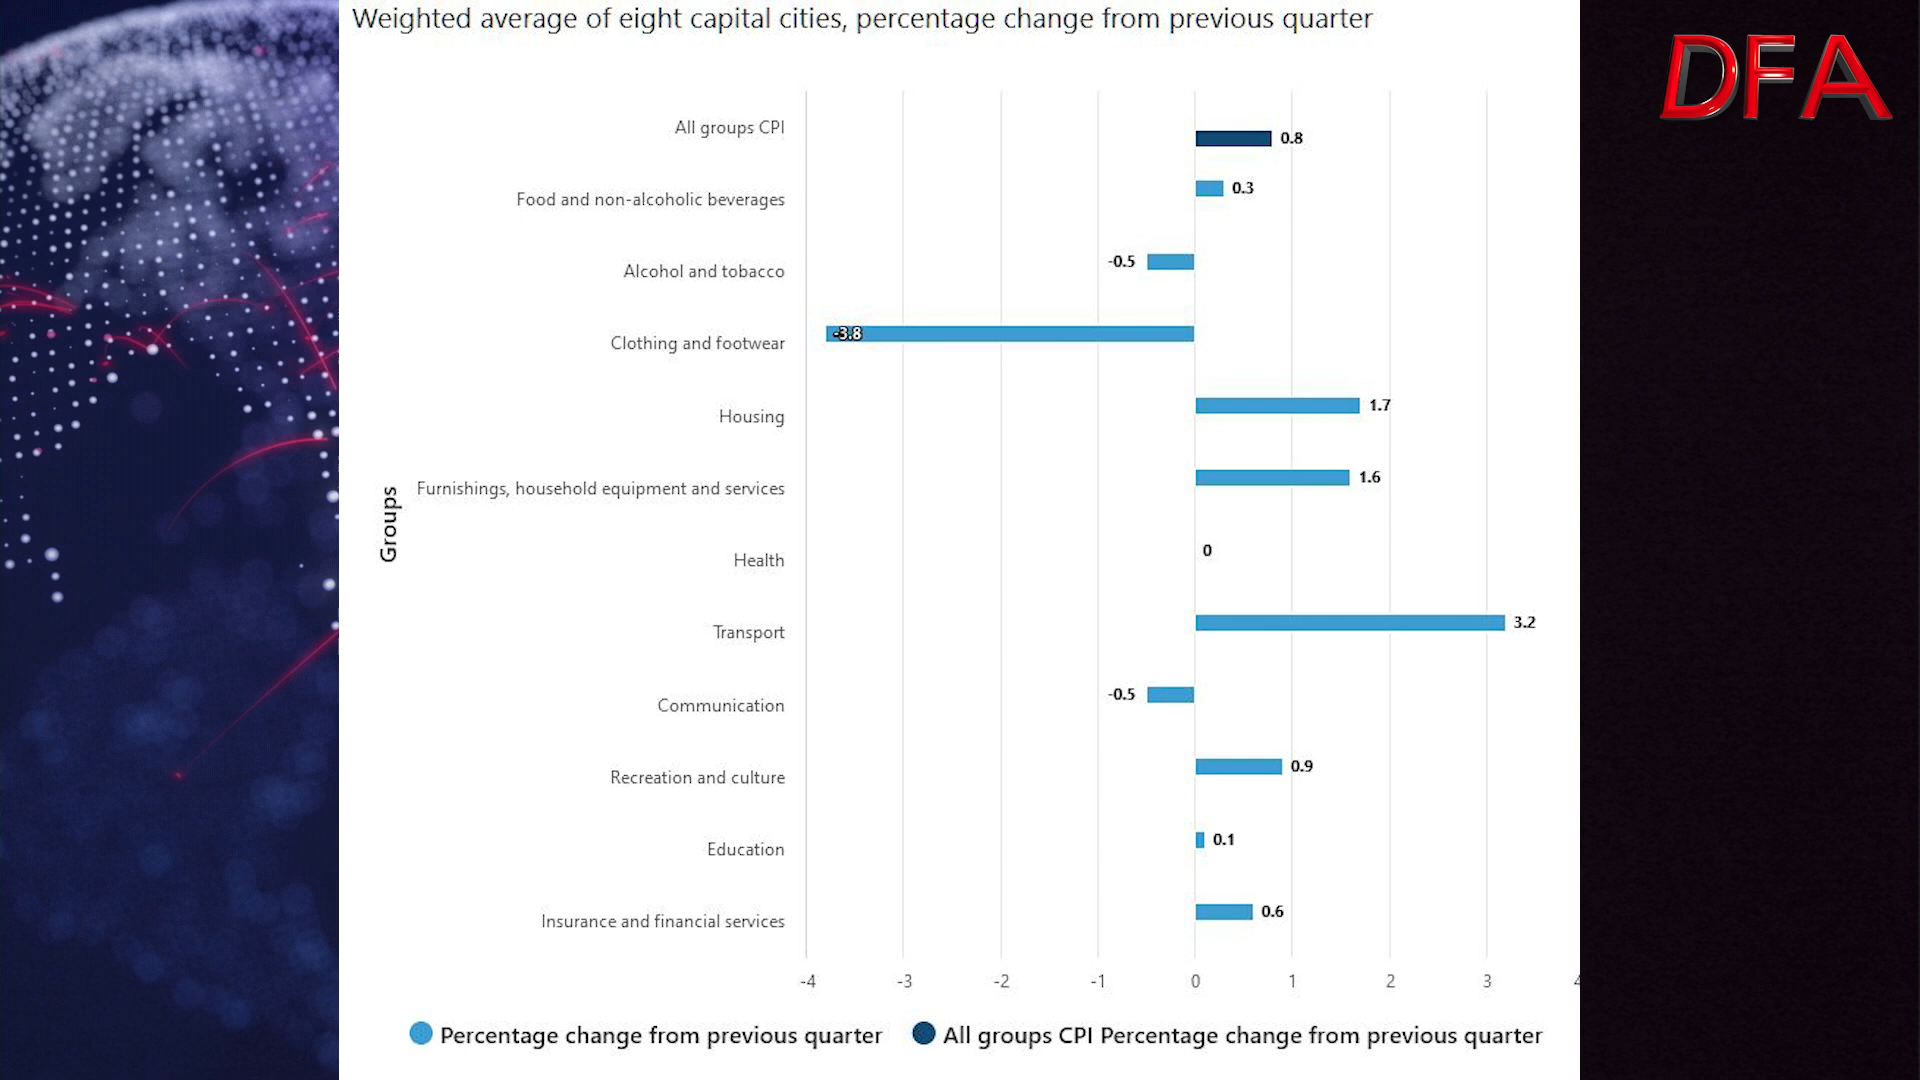 Weighted average of eight capital cities, percentage change from previous quarter
DFA
All groups CPI 0.8
Food and non-alcoholic beverages 0.3
Alcohol and tobacco -0.5
Clothing and footwear -3.8
Housing 1.7
Furnishings, household equipment and services 1.6
Health 0
Transport 3.2
Communication -0.5
Recreation and culture 0.9
Education 0.1
Insurance and financial services 0.6
Groups
-4 -3 -2 -1 0 1 2 3
Percentage change from previous quarter All groups CPI Percentage change from previous quarter